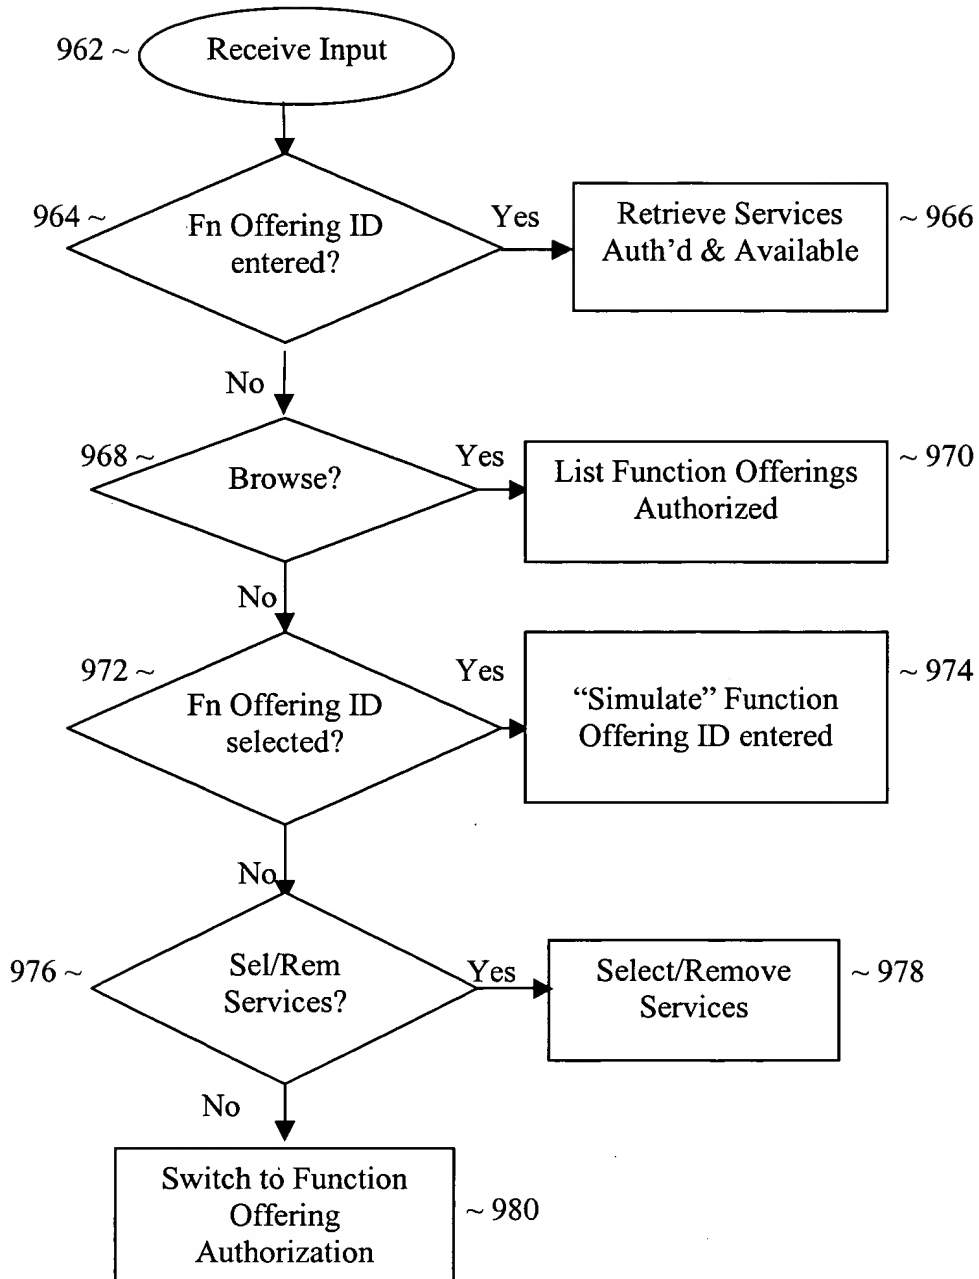 962 ~ Receive Input
964 ~ Fn Offering ID
entered?
Yes
Retrieve Services
Auth'd & Available
~ 966
No
968 ~ Browse?
Yes
List Function Offerings
Authorized
~ 970
No
972 ~ Fn Offering ID
selected?
Yes
“Simulate” Function
Offering ID entered
~ 974
No
976 ~ Sel/Rem
Services?
Yes
Select/Remove
Services
~ 978
No
Switch to Function
Offering
Authorization
~ 980